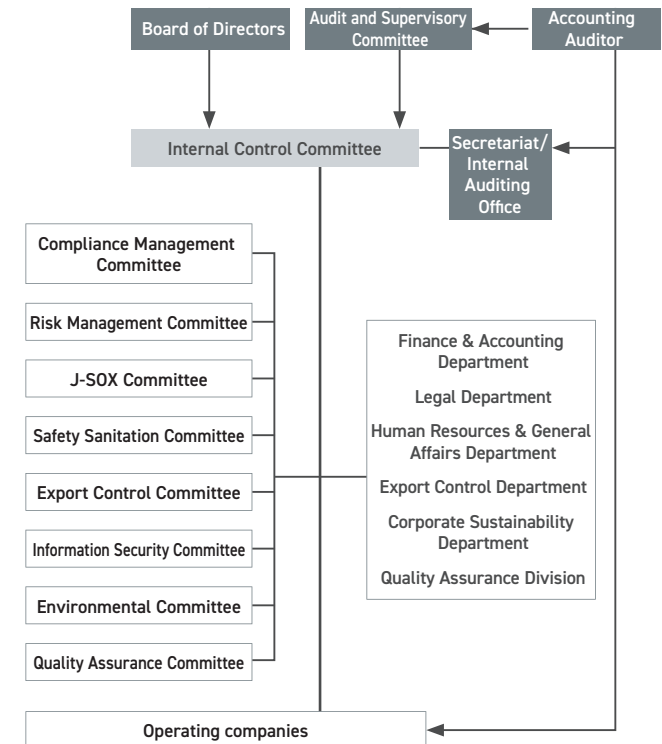 Board of Directors
Audit and Supervisory
Committee
Accounting
Auditor
Internal Control Committee
Secretariat/
Internal
Auditing
Office
Compliance Management
Committee
Risk Management Committee
J-SOX Committee
Safety Sanitation Committee
Export Control Committee
Information Security Committee
Environmental Committee
Quality Assurance Committee
Finance & Accounting
Department
Legal Department
Human Resources & General
Affairs Department
Export Control Department
Corporate Sustainability
Department
Quality Assurance Division
Operating companies